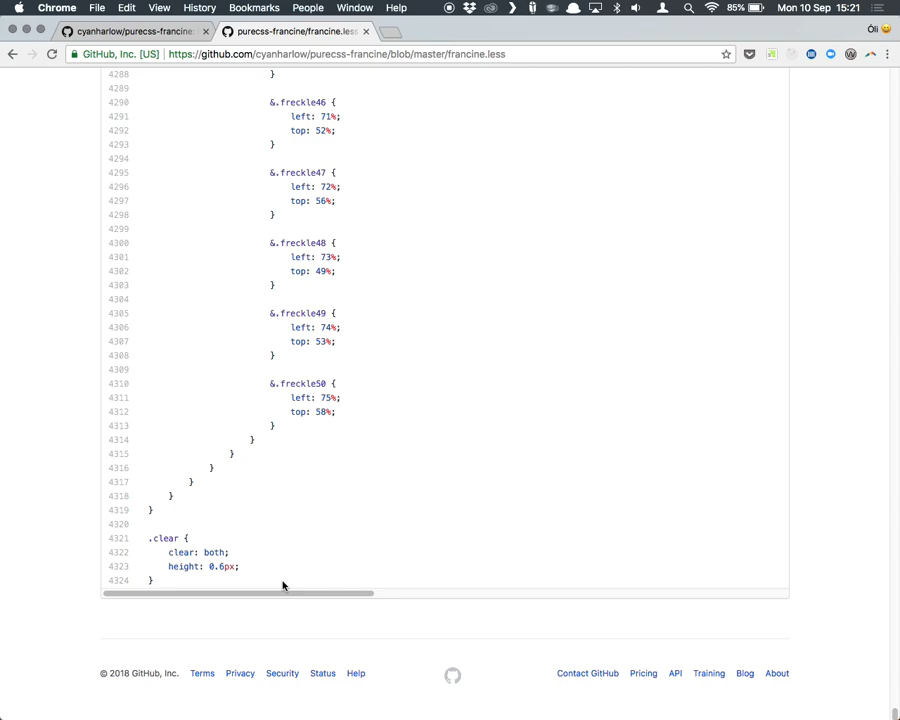 Chrome File Edit View History Bookmarks People Window Help 85% Mon 10 Sep 15:21
cyanharlow/purecss-francine: purecss-francine/francine.less Óli
GitHub, Inc. [US] https://github.com/cyanharlow/purecss-francine/blob/master/francine.less
4288 }
4289
4290 &.freckle46 {
4291 left: 71%;
4292 top: 52%;
4293 }
4294
4295 &.freckle47 {
4296 left: 72%;
4297 top: 56%;
4298 }
4299
4300 &.freckle48 {
4301 left: 73%;
4302 top: 49%;
4303 }
4304
4305 &.freckle49 {
4306 left: 74%;
4307 top: 53%;
4308 }
4309
4310 &.freckle50 {
4311 left: 75%;
4312 top: 58%;
4313 }
4314 }
4315 }
4316 }
4317 }
4318 }
4319 }
4320
4321 .clear {
4322 clear: both;
4323 height: 0.6px;
4324 }
© 2018 GitHub, Inc. Terms Privacy Security Status Help Contact GitHub Pricing API Training Blog About